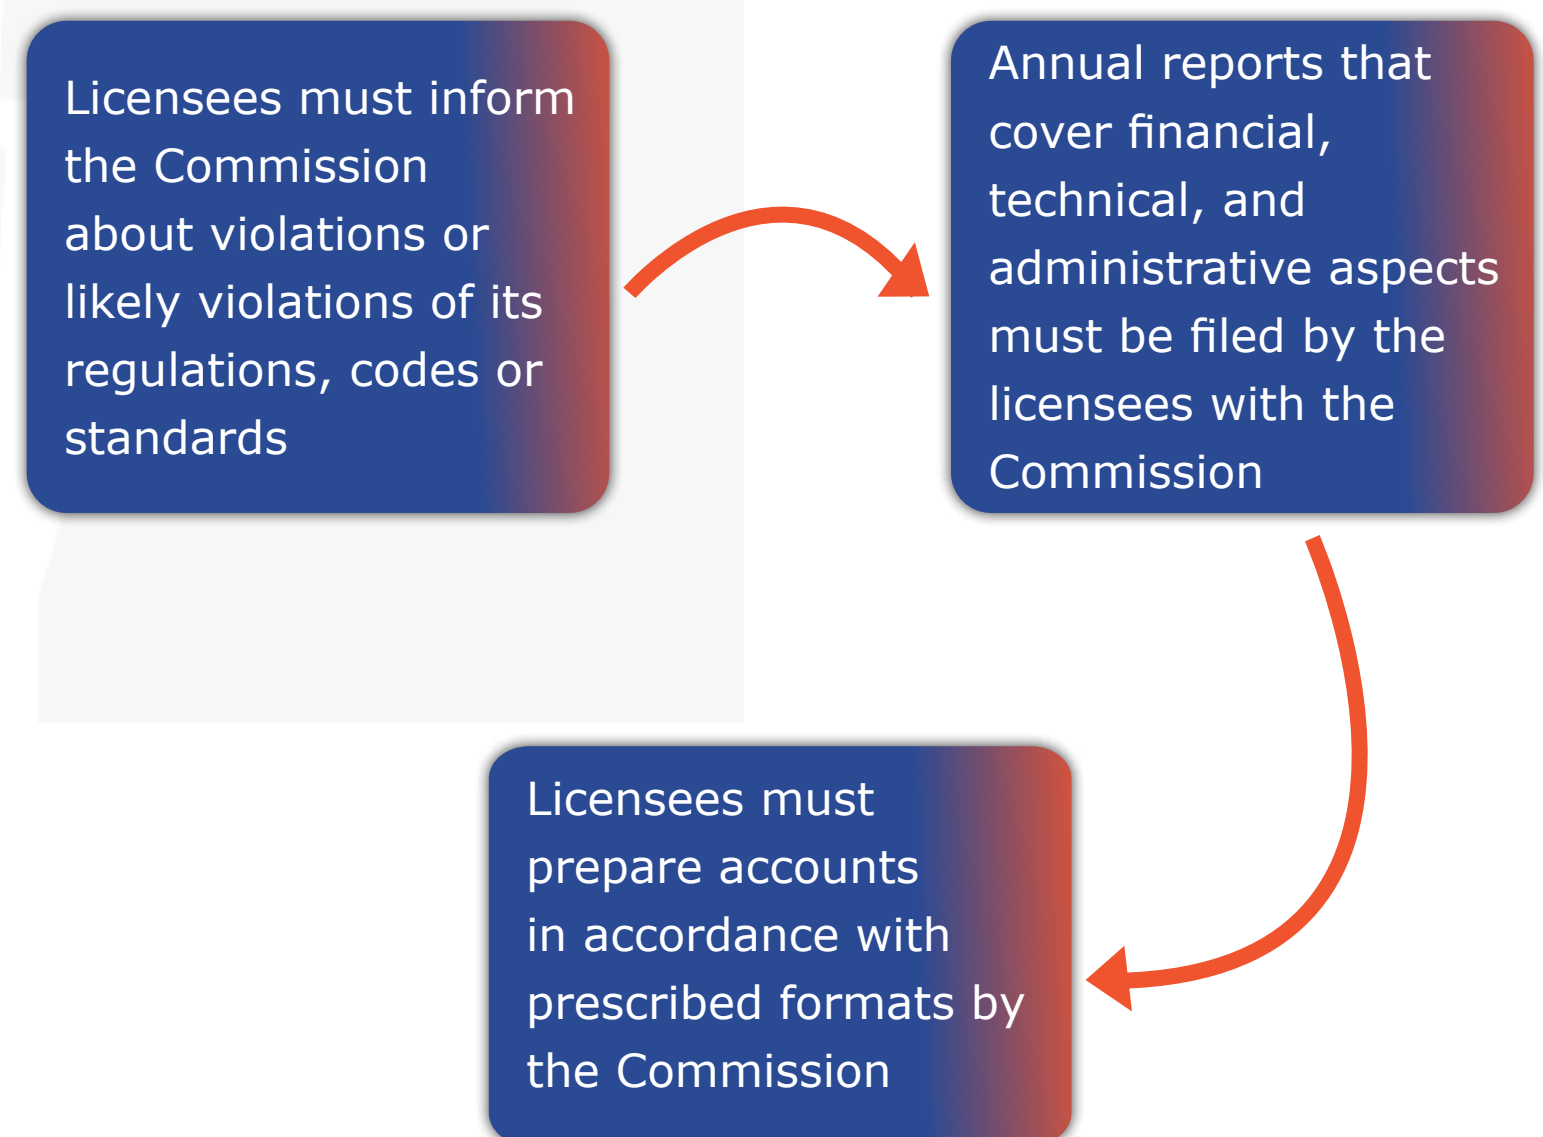 Licensees must inform
the Commission
about violations or
likely violations of its
regulations, codes or
standards
Annual reports that
cover financial,
technical, and
administrative aspects
must be filed by the
licensees with the
Commission
Licensees must
prepare accounts
in accordance with
prescribed formats by
the Commission